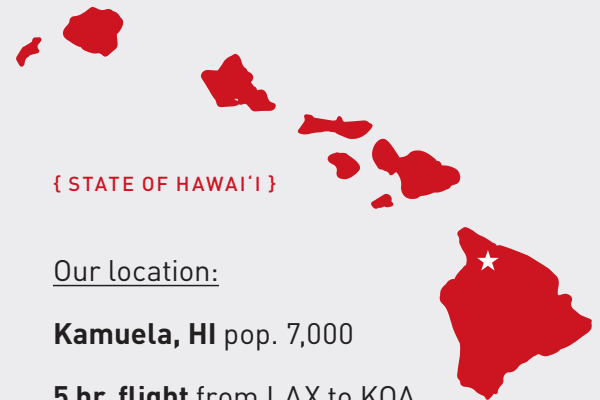 { STATE OF HAWAIʻI }
Our location:
Kamuela, HI pop. 7,000
5 hr. flight from LAX to KOA